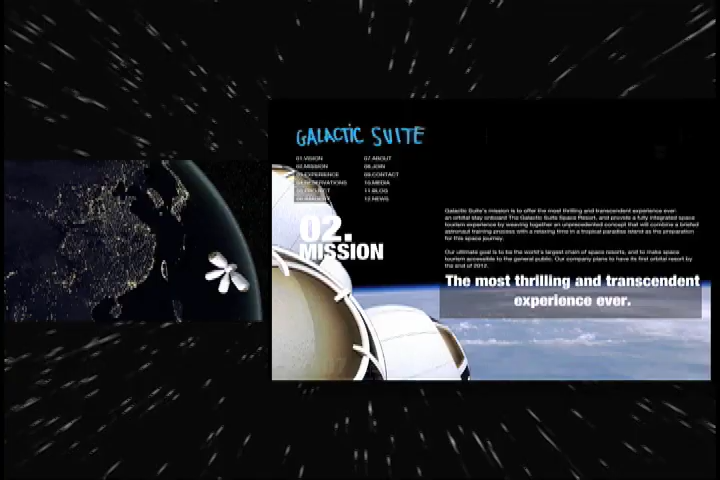 GALACTIC SUITE
01.VISION
07.ABOUT
02.MISSION
08.JOIN
03.EXPERIENCE
09.CONTACT
04.RESERVATIONS
10.MEDIA
05.PROJECT
11.BLOG
12.NEWS
02.
MISSION
Galactic Suite's mission is to offer the most thrilling and transcendent experience ever:
an orbital stay onboard The Galactic Suite Space Resort, and provide a fully integrated space
tourism experience by weaving together an unprecedented concept that will combine a briefed
astronaut training process with a relaxing time in a tropical paradise island as the preparation
for this space journey.
Our ultimate goal is to be the world's largest chain of space resorts, and to make space
tourism accessible to the general public. Our company plans to have its first orbital resort by
the end of 2012.
The most thrilling and transcendent
experience ever.